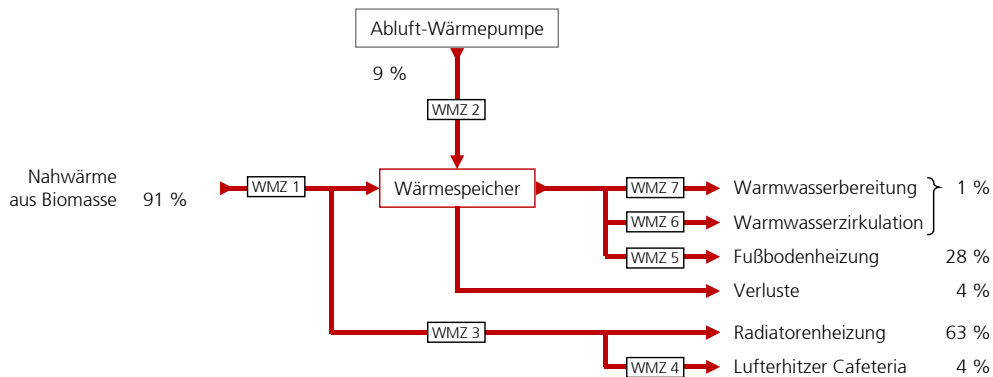 Abluft-Wärmepumpe
9 %
WMZ 2
Nahwärme
aus Biomasse 91 %
WMZ 1
Wärmespeicher
WMZ 7 Warmwasserbereitung 1 %
WMZ 6 Warmwasserzirkulation
WMZ 5 Fußbodenheizung 28 %
Verluste 4 %
WMZ 3 Radiatorenheizung 63 %
WMZ 4 Lufterhitzer Cafeteria 4 %